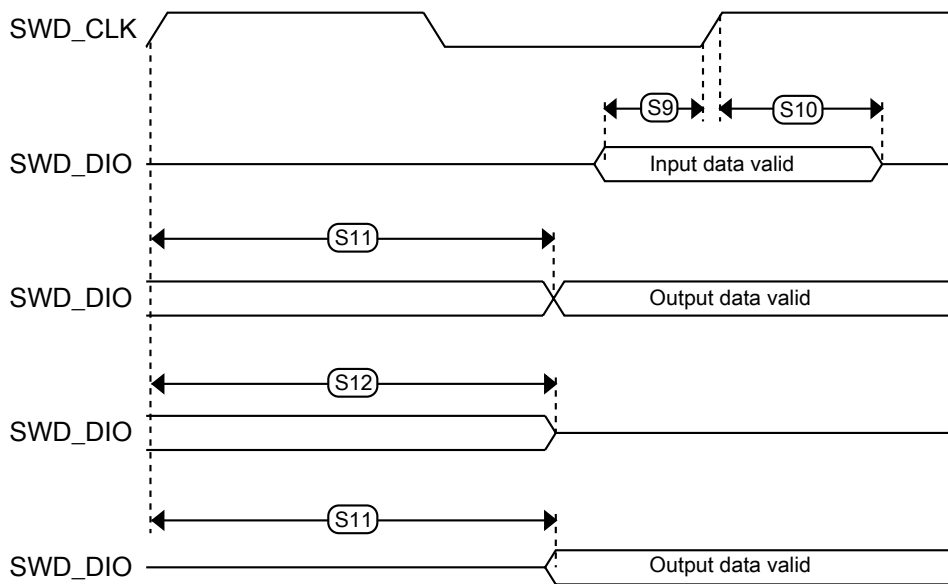 SWD_CLK
S9
S10
SWD_DIO
Input data valid
S11
SWD_DIO
Output data valid
S12
SWD_DIO
S11
SWD_DIO
Output data valid